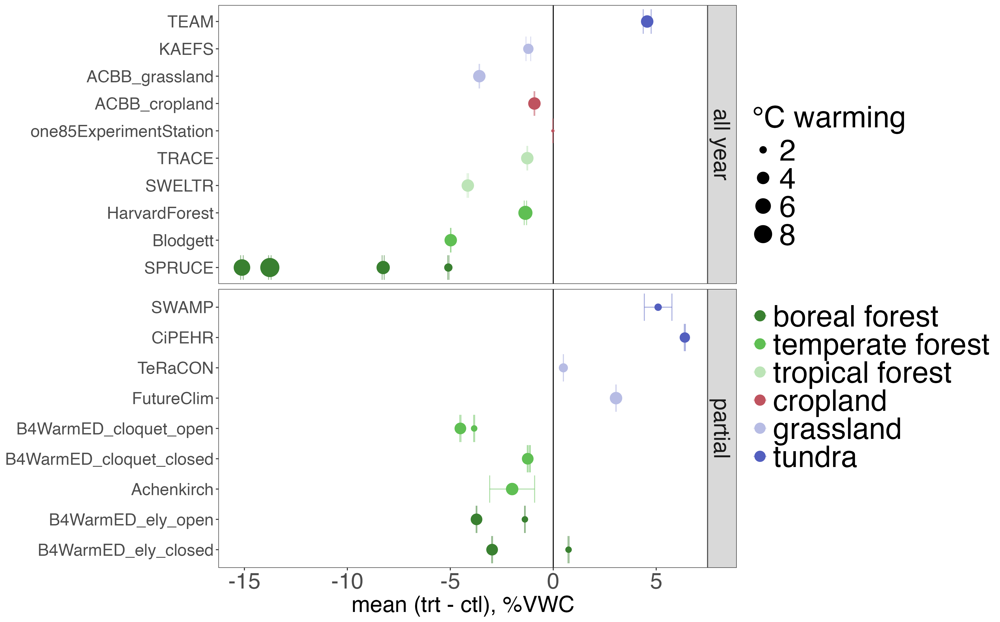 TEAM
KAEFS
ACBB_grassland
ACBB_cropland
one85ExperimentStation
TRACE
SWELTR
HarvardForest
Blodgett
SPRUCE
all year
SWAMP
CiPEHR
TeRaCON
FutureClim
B4WarmED_cloquet_open
B4WarmED_cloquet_closed
Achenkirch
B4WarmED_ely_open
B4WarmED_ely_closed
partial
-15 -10 -5 0 5
mean (trt - ctl), %VWC
°C warming
2
4
6
8
boreal forest
temperate forest
tropical forest
cropland
grassland
tundra